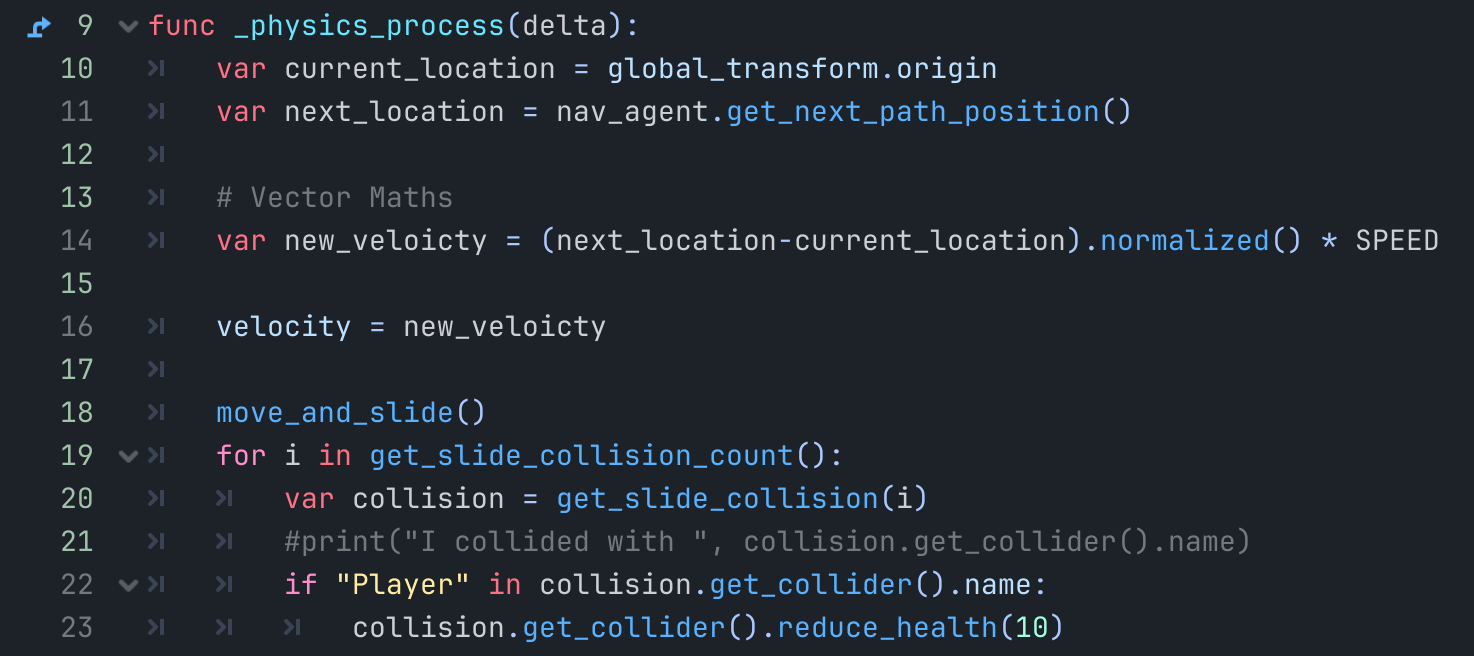 9 func _physics_process(delta):
10 var current_location = global_transform.origin
11 var next_location = nav_agent.get_next_path_position()
12
13 # Vector Maths
14 var new_veloicty = (next_location-current_location).normalized() * SPEED
15
16 velocity = new_veloicty
17
18 move_and_slide()
19 for i in get_slide_collision_count():
20 var collision = get_slide_collision(i)
21 #print("I collided with ", collision.get_collider().name)
22 if "Player" in collision.get_collider().name:
23 collision.get_collider().reduce_health(10)